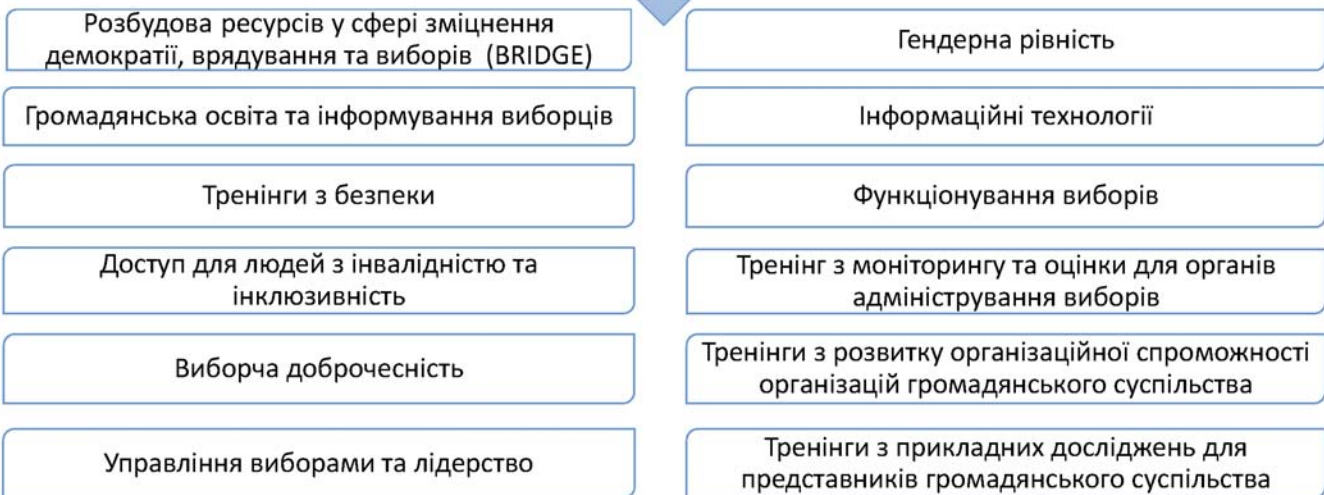 Розбудова ресурсів у сфері зміцнення
демократії, врядування та виборів (BRIDGE)
Гендерна рівність
Громадянська освіта та інформування виборців
Інформаційні технології
Тренінги з безпеки
Функціонування виборів
Доступ для людей з інвалідністю та
інклюзивність
Тренінг з моніторингу та оцінки для органів
адміністрування виборів
Виборча доброчесність
Тренінги з розвитку організаційної спроможності
організацій громадянського суспільства
Управління виборами та лідерство
Тренінги з прикладних досліджень для
представників громадянського суспільства